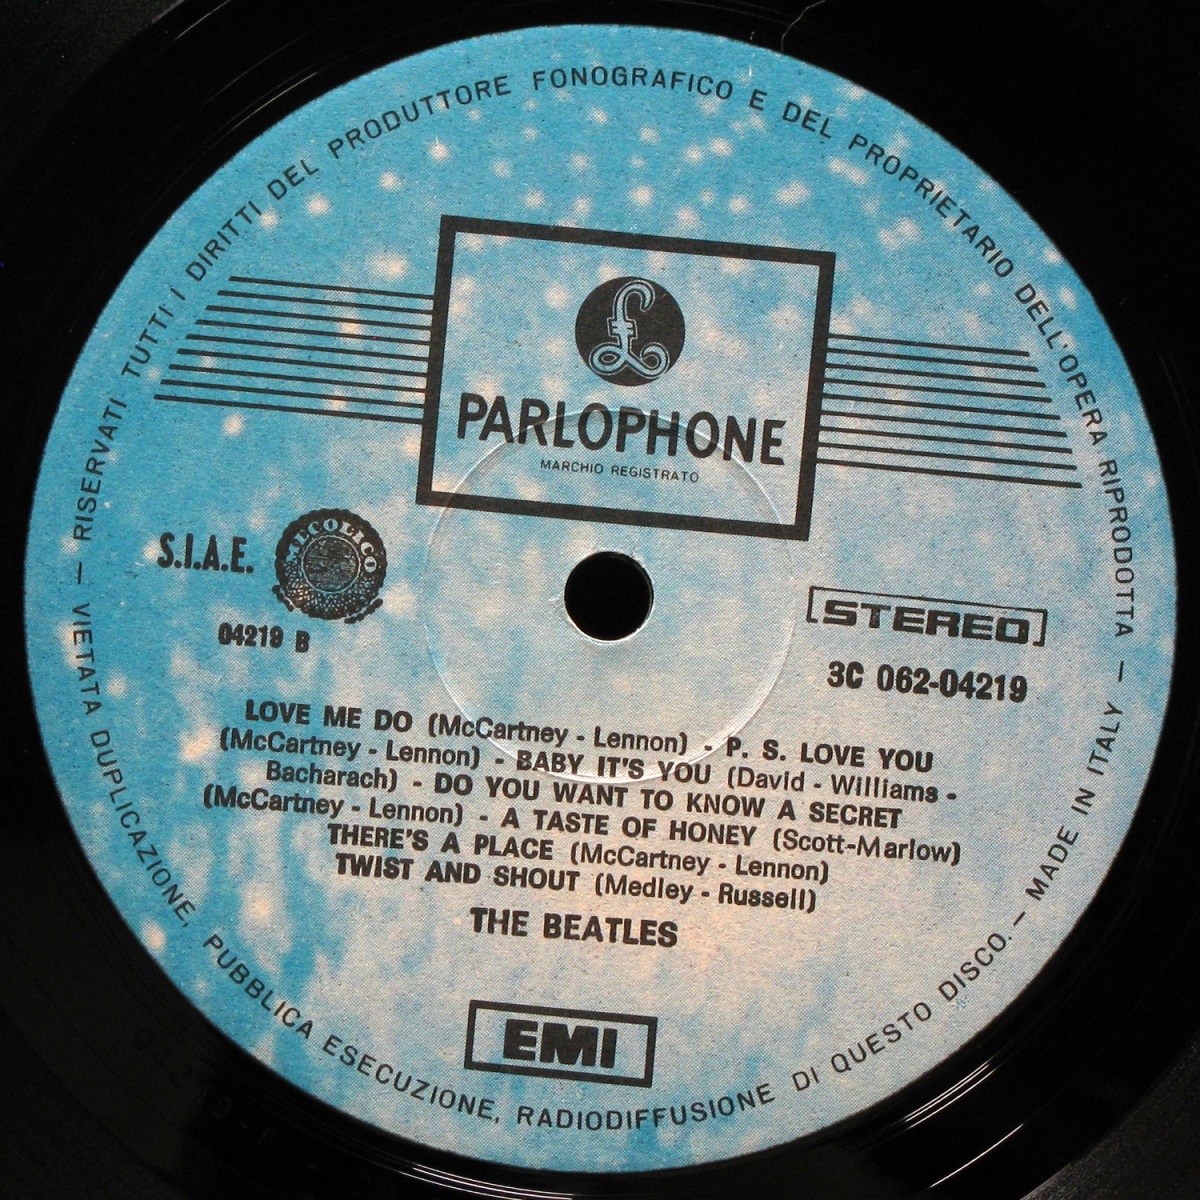 RISERVATI TUTTI I DIRITTI DEL PRODUTTORE FONOGRAFICO E DEL PROPRIETARIO DELL'OPERA RIPRODOTTA — MADE IN ITALY —
PARLOPHONE
MARCHIO REGISTRATO
S.I.A.E.
MECOLICO
04219 B
[STEREO]
3C 062-04219
LOVE ME DO (McCartney - Lennon) - P. S. LOVE YOU
(McCartney - Lennon) - BABY IT'S YOU (David - Williams -
Bacharach) - DO YOU WANT TO KNOW A SECRET
(McCartney - Lennon) - A TASTE OF HONEY (Scott-Marlow)
THERE'S A PLACE (McCartney - Lennon)
TWIST AND SHOUT (Medley - Russell)
THE BEATLES
EMI
— VIETATA DUPLICAZIONE, PUBBLICA ESECUZIONE, RADIODIFFUSIONE DI QUESTO DISCO.